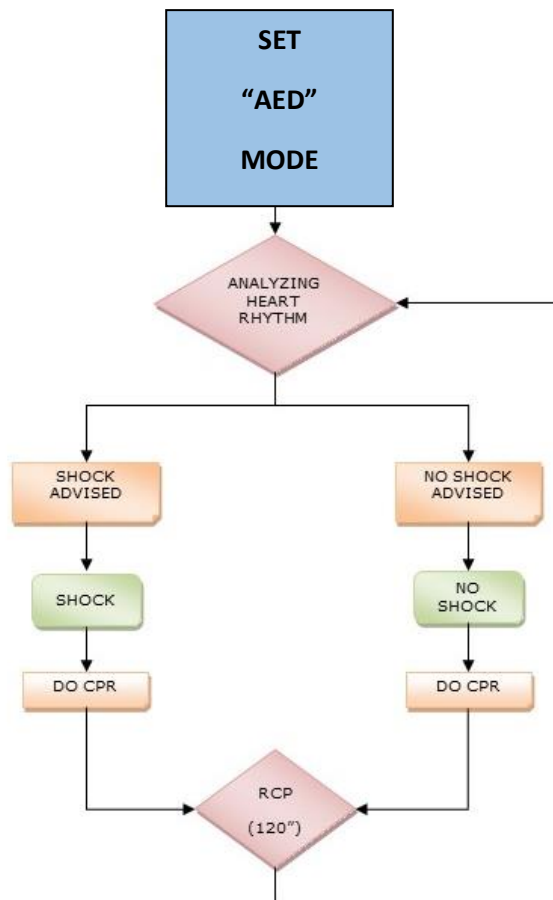 SET
“AED”
MODE
ANALYZING
HEART
RHYTHM
SHOCK
ADVISED
NO SHOCK
ADVISED
SHOCK
NO
SHOCK
DO CPR
DO CPR
RCP
(120”)